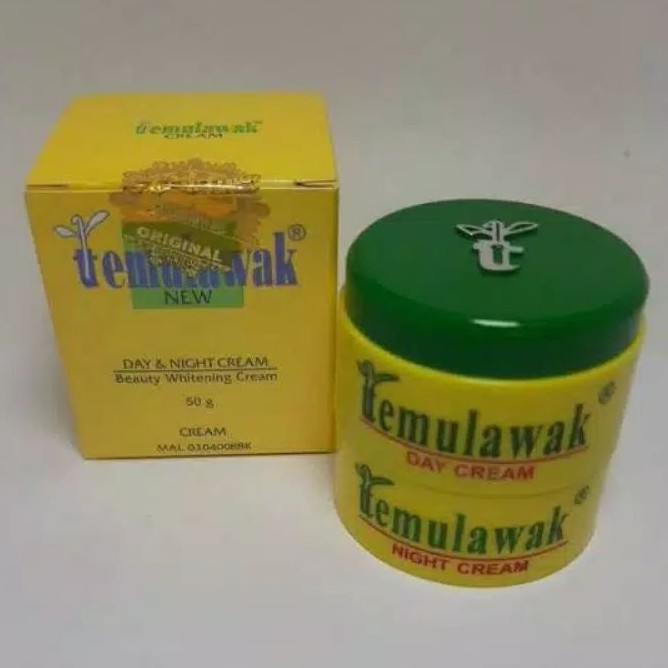 temulawak
CREAM
ORIGINAL
temulawak®
NEW
DAY & NIGHT CREAM
Beauty Whitening Cream
50 g
CREAM
t
temulawak®
DAY CREAM
temulawak®
NIGHT CREAM